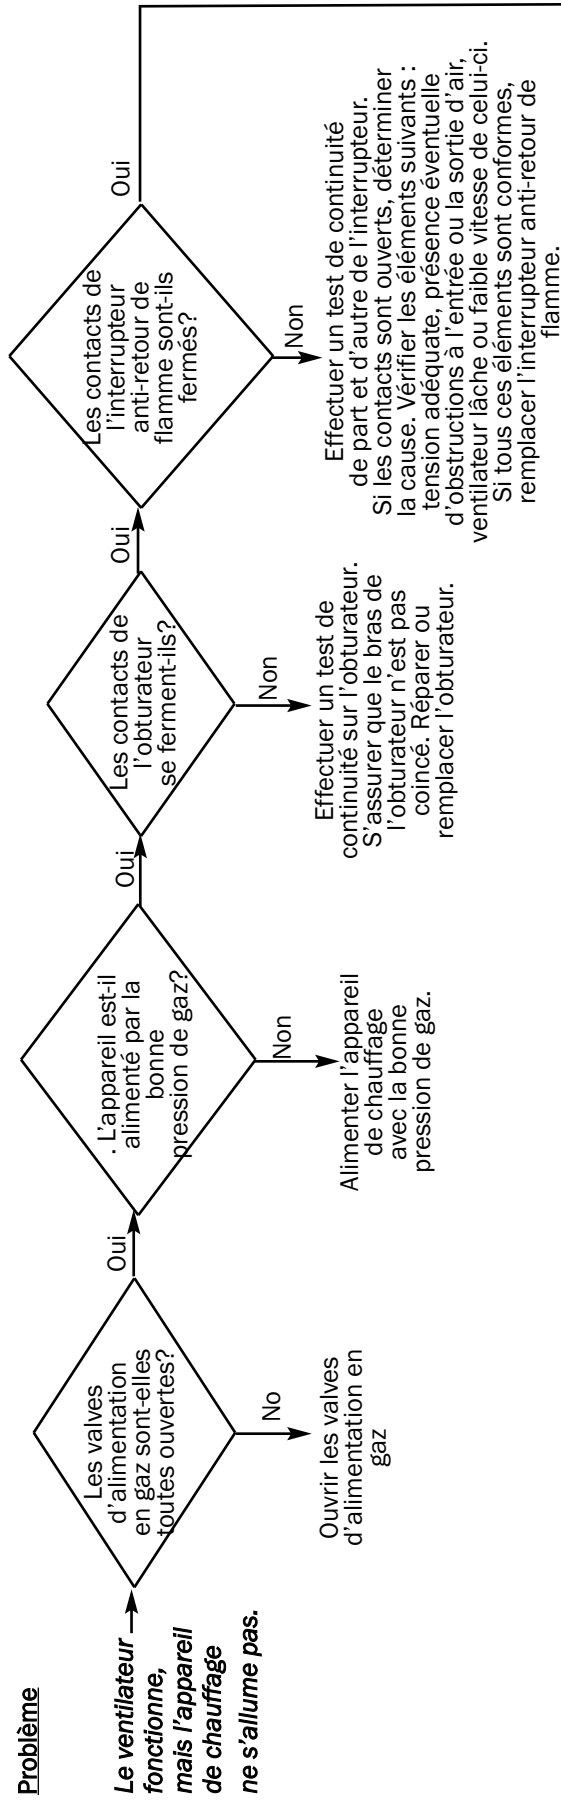 Problème
Le ventilateur
fonctionne,
mais l'appareil
de chauffage
ne s'allume pas.
Les valves
d'alimentation
en gaz sont-elles
toutes ouvertes?
Oui
No
Ouvrir les valves
d'alimentation en
gaz
. L'appareil est-il
alimenté par la
bonne
pression de gaz?
Oui
Non
Alimenter l'appareil
de chauffage
avec la bonne
pression de gaz.
Les contacts de
l'obturateur
se ferment-ils?
Oui
Non
Effectuer un test de
continuité sur l'obturateur.
S'assurer que le bras de
l'obturateur n'est pas
coincé. Réparer ou
remplacer l'obturateur.
Les contacts de
l'interrupteur
anti-retour de
flamme sont-ils
fermés?
Oui
Non
Effectuer un test de continuité
de part et d'autre de l'interrupteur.
Si les contacts sont ouverts, déterminer
la cause. Vérifier les éléments suivants :
tension adéquate, présence éventuelle
d'obstructions à l'entrée ou la sortie d'air,
ventilateur lâche ou faible vitesse de celui-ci.
Si tous ces éléments sont conformes,
remplacer l'interrupteur anti-retour de
flamme.